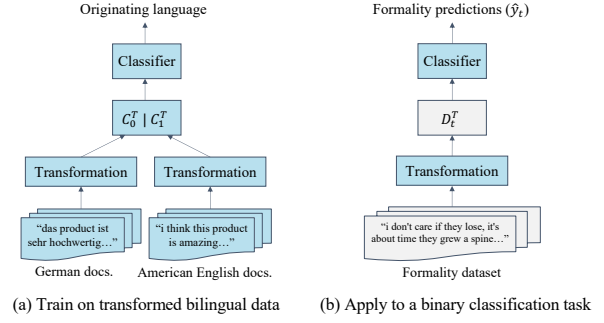 Originating language
Classifier
C_0^T | C_1^T
Transformation
Transformation
“das product ist
sehr hochwertig…”
“i think this product
is amazing…”
German docs.
American English docs.
(a) Train on transformed bilingual data
Formality predictions (ŷ_t)
Classifier
D_t^T
Transformation
“i don't care if they lose, it's
about time they grew a spine…”
Formality dataset
(b) Apply to a binary classification task